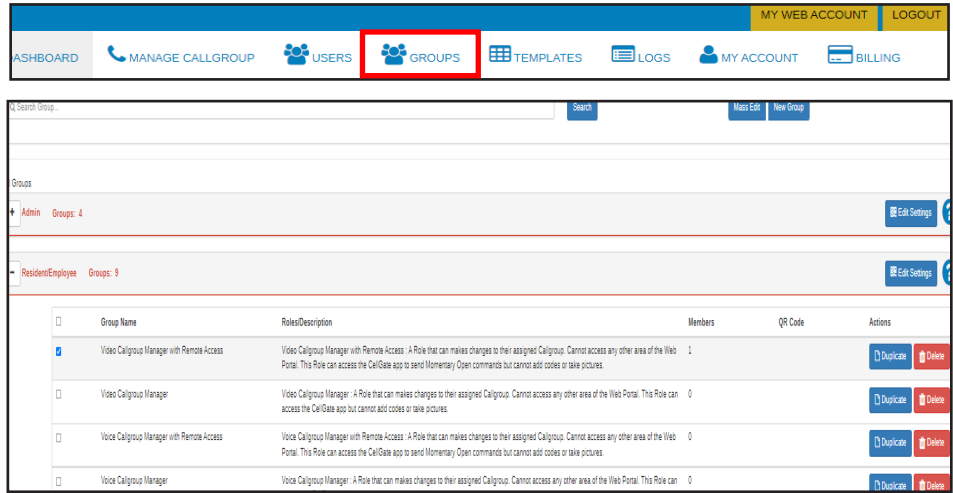 MY WEB ACCOUNT LOGOUT
DASHBOARD MANAGE CALLGROUP USERS GROUPS TEMPLATES LOGS MY ACCOUNT BILLING
Search Group... Search Mass Edit New Group
Groups
+ Admin Groups: 4 Edit Settings ?
- Resident/Employee Groups: 9 Edit Settings ?
Group Name Roles/Description Members QR Code Actions
Video Callgroup Manager with Remote Access Video Callgroup Manager with Remote Access : A Role that can makes changes to their assigned Callgroup. Cannot access any other area of the Web 1 Duplicate Delete
Portal. This Role can access the CellGate app to send Momentary Open commands but cannot add codes or take pictures.
Video Callgroup Manager Video Callgroup Manager : A Role that can makes changes to their assigned Callgroup. Cannot access any other area of the Web Portal. This Role can 0 Duplicate Delete
access the CellGate app but cannot add codes or take pictures.
Voice Callgroup Manager with Remote Access Voice Callgroup Manager with Remote Access : A Role that can makes changes to their assigned Callgroup. Cannot access any other area of the Web 0 Duplicate Delete
Portal. This Role can access the CellGate app to send Momentary Open commands but cannot add codes or take pictures.
Voice Callgroup Manager Voice Callgroup Manager : A Role that can makes changes to their assigned Callgroup. Cannot access any other area of the Web Portal. This Role can 0 Duplicate Delete